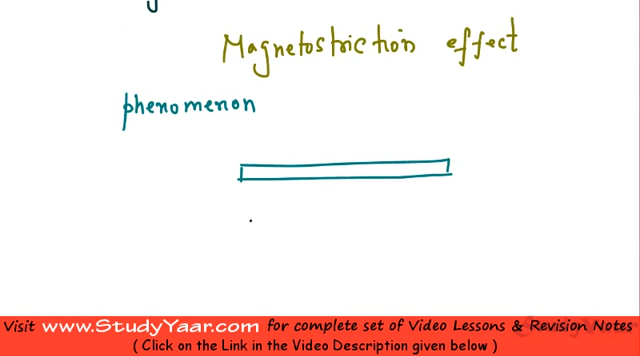 Magnetostriction effect
phenomenon
Visit www.StudyYaar.com for complete set of Video Lessons & Revision Notes
( Click on the Link in the Video Description given below )